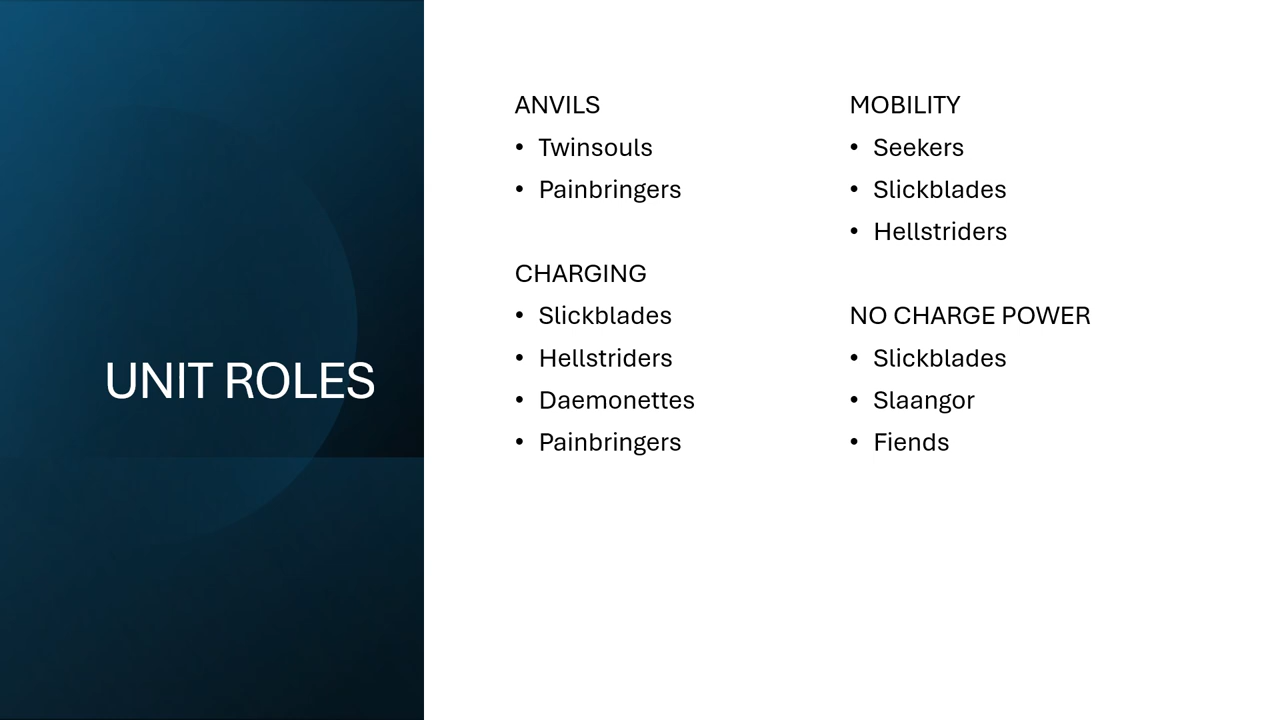 UNIT ROLES
ANVILS
• Twinsouls
• Painbringers
CHARGING
• Slickblades
• Hellstriders
• Daemonettes
• Painbringers
MOBILITY
• Seekers
• Slickblades
• Hellstriders
NO CHARGE POWER
• Slickblades
• Slaangor
• Fiends